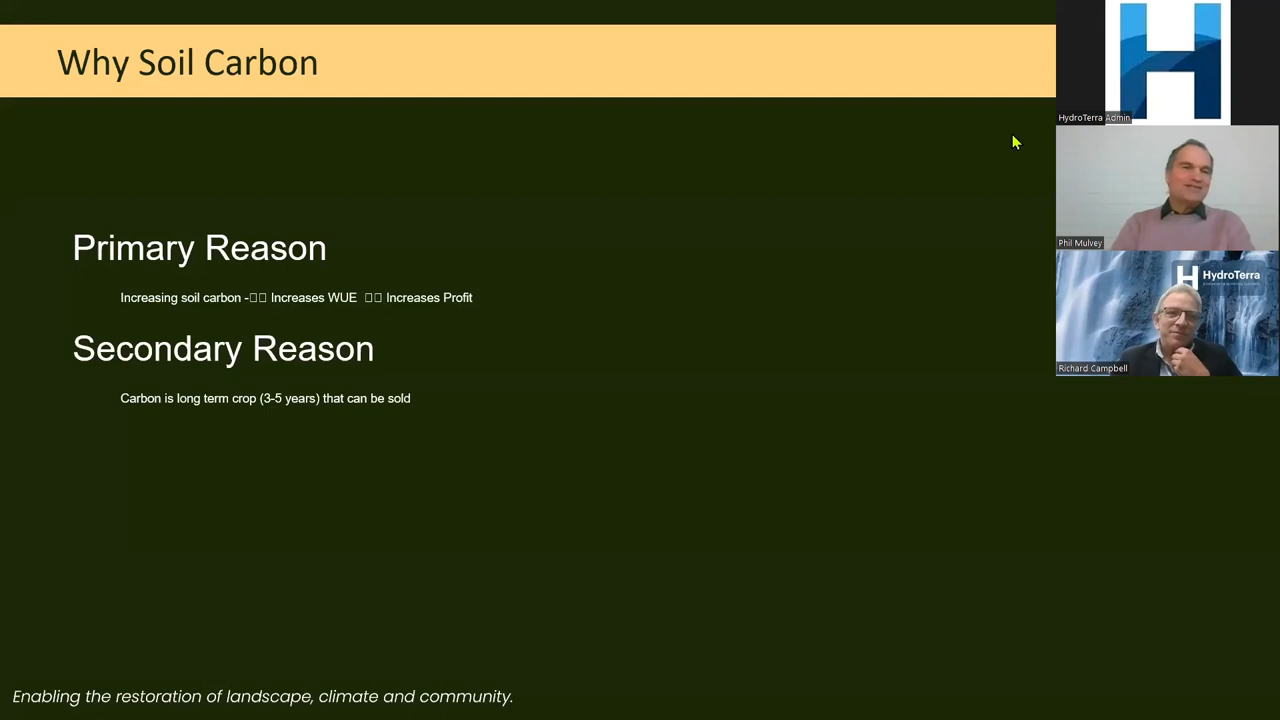 Why Soil Carbon
Primary Reason
Increasing soil carbon -□□ Increases WUE □□ Increases Profit
Secondary Reason
Carbon is long term crop (3-5 years) that can be sold
Enabling the restoration of landscape, climate and community.
H
HydroTerra Admin
Phil Mulvey
HydroTerra
Richard Campbell